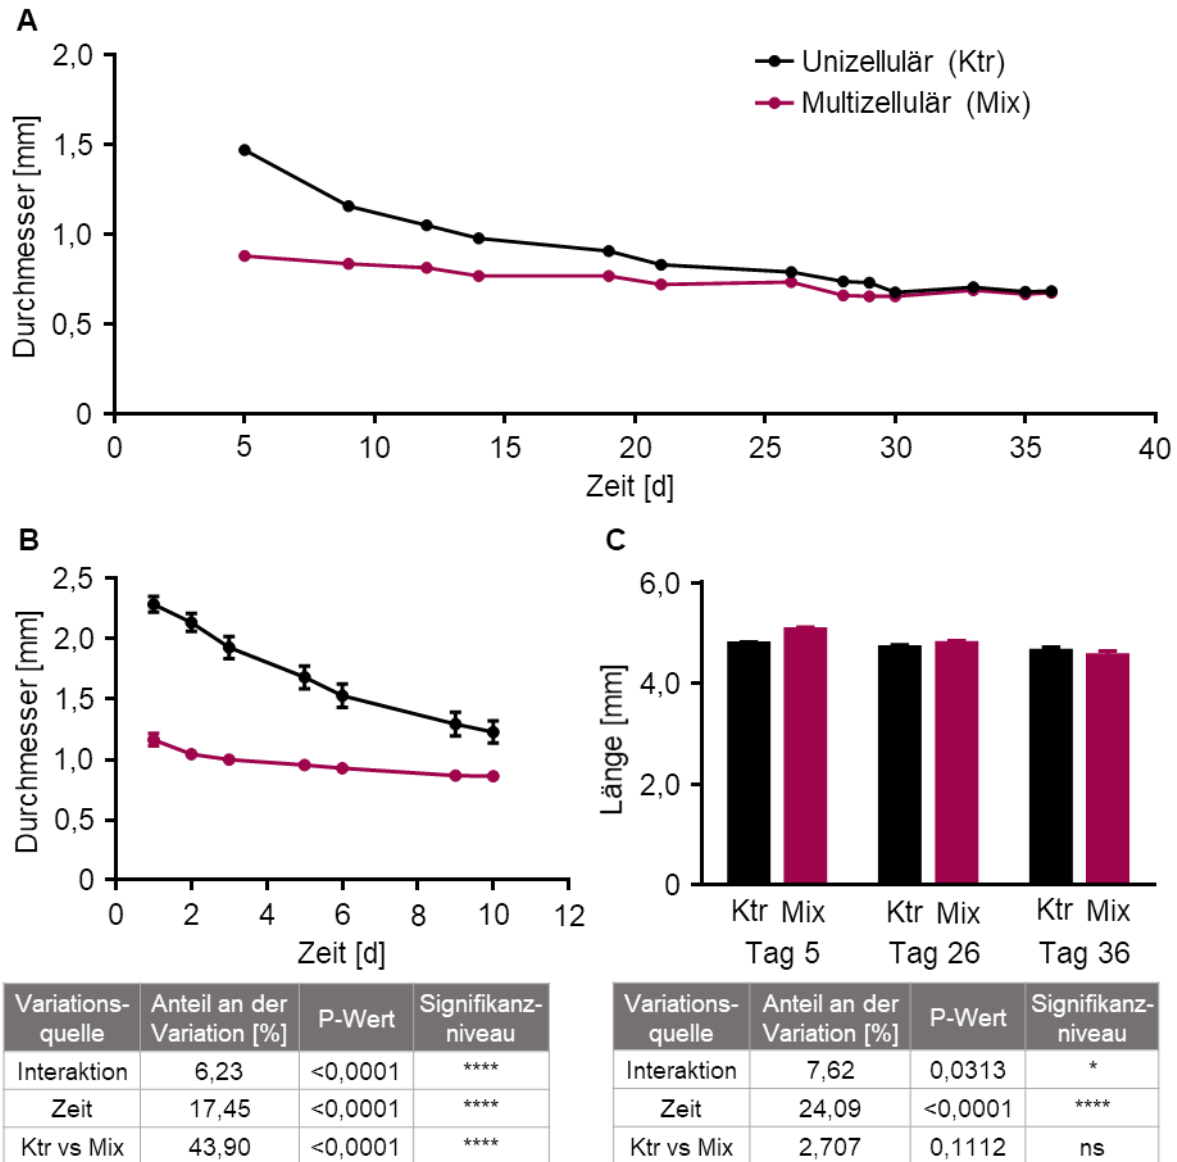 A
2,0
1,5
1,0
0,5
0
Durchmesser [mm]
Unizellulär (Ktr)
Multizellulär (Mix)
0 5 10 15 20 25 30 35 40
Zeit [d]
B
2,5
2,0
1,5
1,0
0,5
0
Durchmesser [mm]
0 2 4 6 8 10 12
Zeit [d]
C
6,0
4,0
2,0
0
Länge [mm]
Ktr Mix Ktr Mix Ktr Mix
Tag 5 Tag 26 Tag 36
Variations-
quelle
Anteil an der
Variation [%]
P-Wert
Signifikanz-
niveau
Interaktion 6,23 <0,0001 ****
Zeit 17,45 <0,0001 ****
Ktr vs Mix 43,90 <0,0001 ****
Variations-
quelle
Anteil an der
Variation [%]
P-Wert
Signifikanz-
niveau
Interaktion 7,62 0,0313 *
Zeit 24,09 <0,0001 ****
Ktr vs Mix 2,707 0,1112 ns